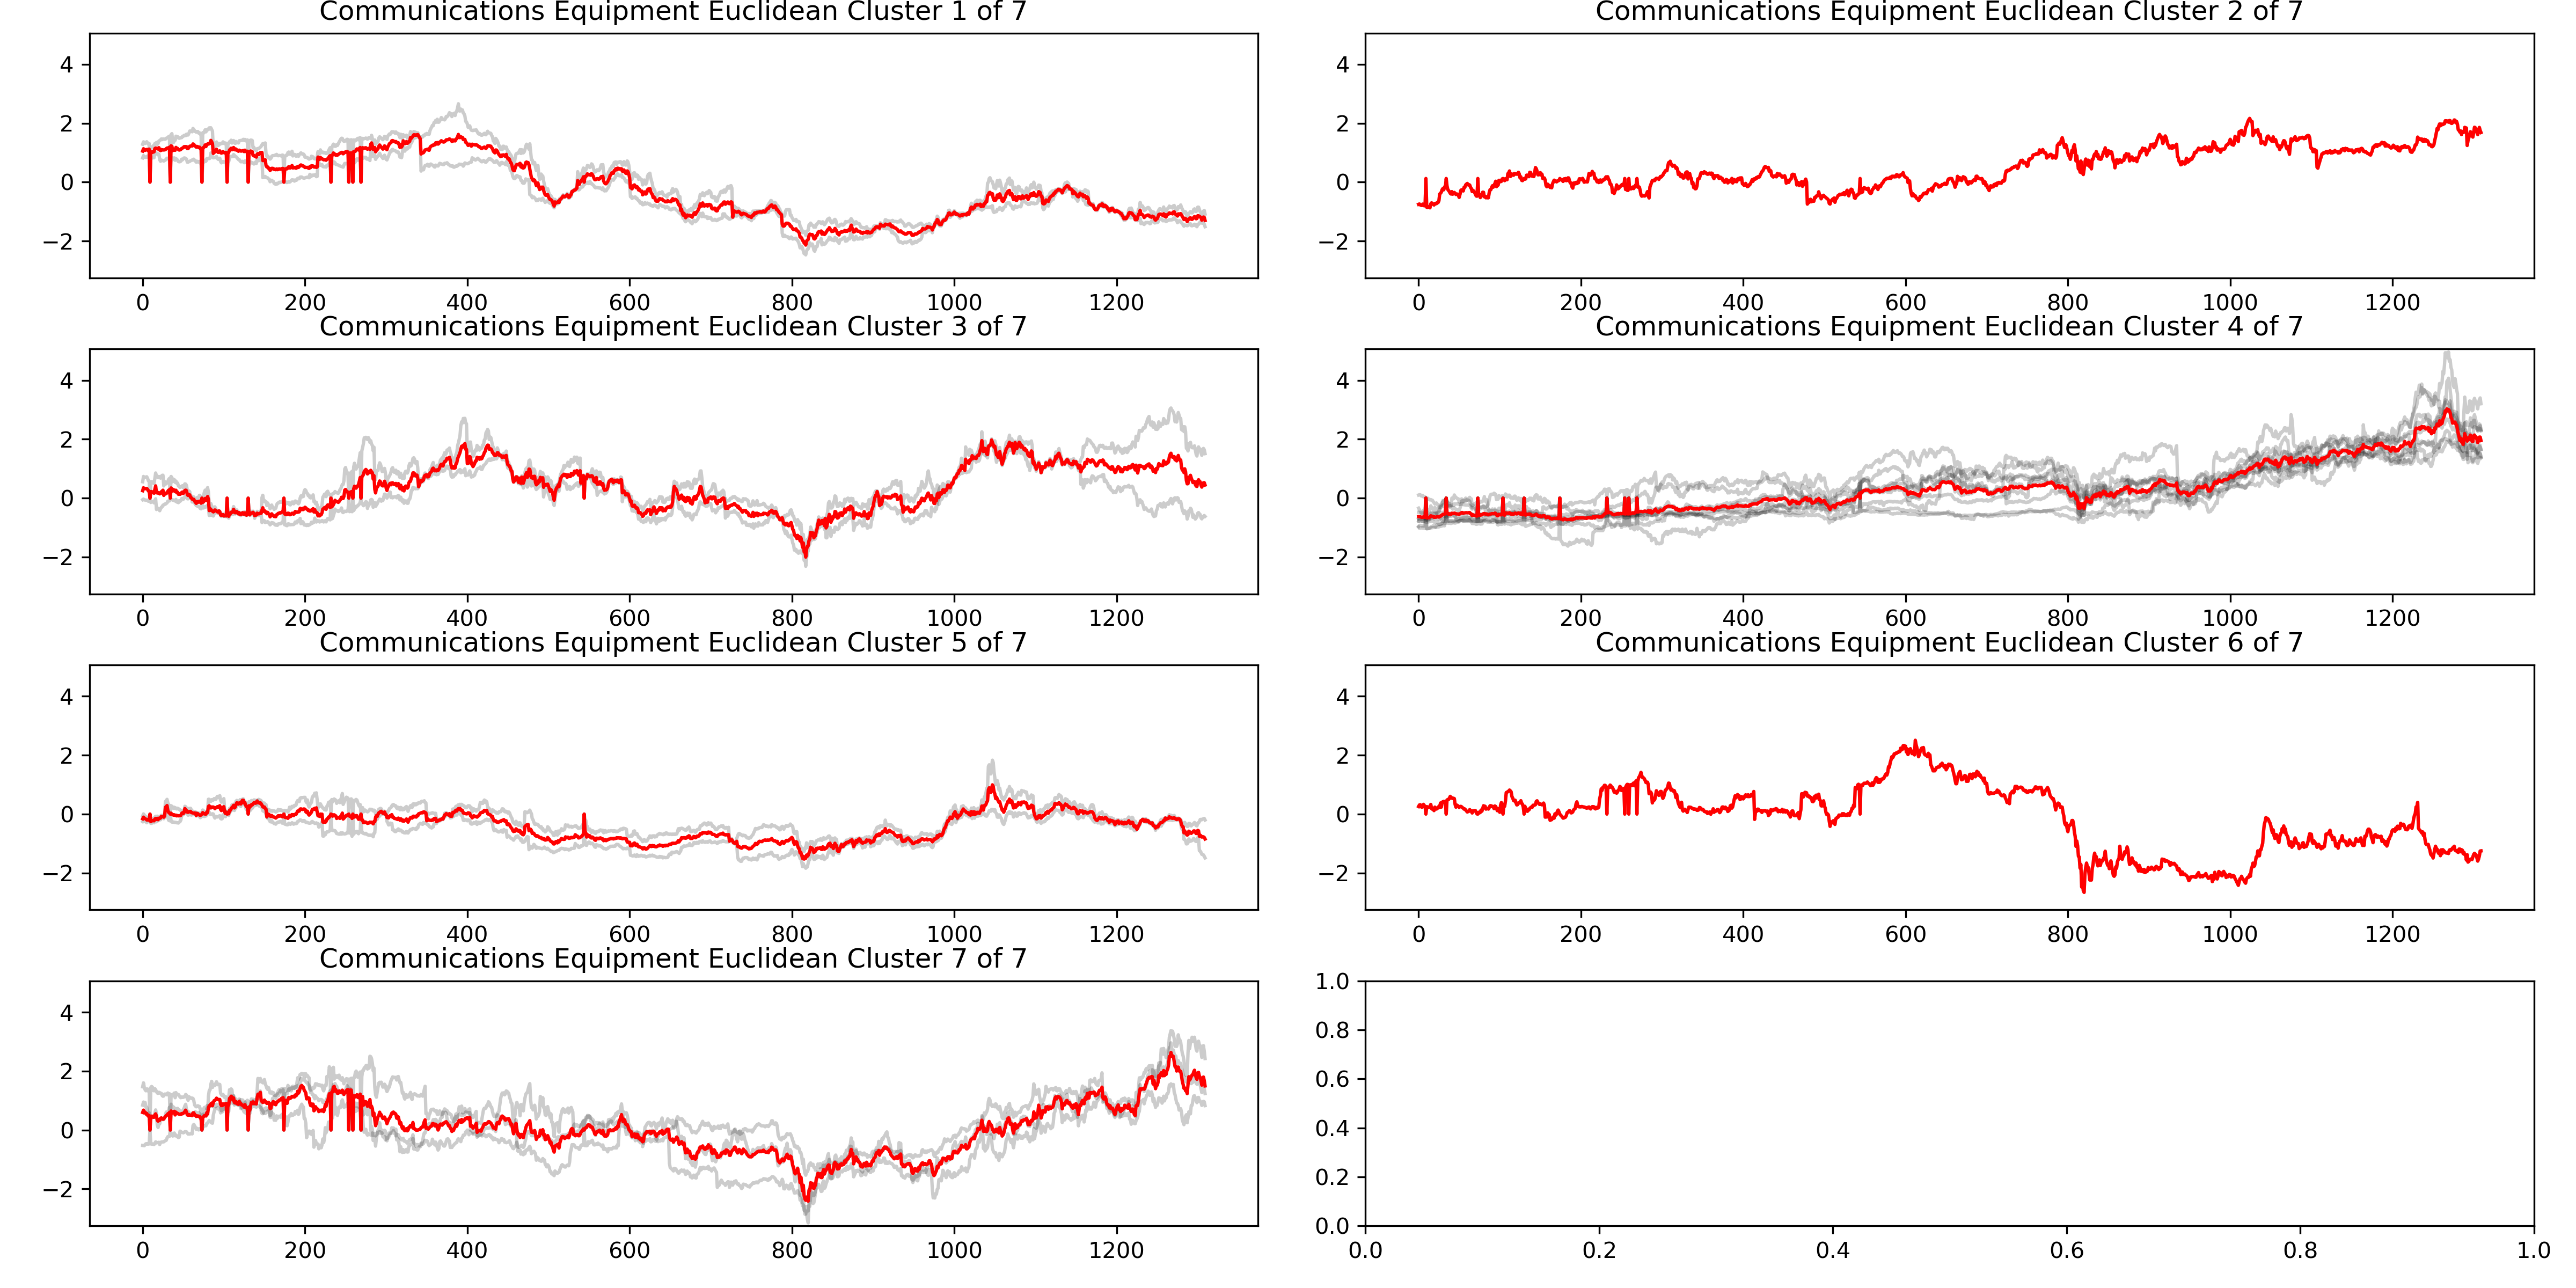 Communications Equipment Euclidean Cluster 1 of 7
4
2
0
−2
0 200 400 600 800 1000 1200
Communications Equipment Euclidean Cluster 2 of 7
4
2
0
−2
0 200 400 600 800 1000 1200
Communications Equipment Euclidean Cluster 3 of 7
4
2
0
−2
0 200 400 600 800 1000 1200
Communications Equipment Euclidean Cluster 4 of 7
4
2
0
−2
0 200 400 600 800 1000 1200
Communications Equipment Euclidean Cluster 5 of 7
4
2
0
−2
0 200 400 600 800 1000 1200
Communications Equipment Euclidean Cluster 6 of 7
4
2
0
−2
0 200 400 600 800 1000 1200
Communications Equipment Euclidean Cluster 7 of 7
4
2
0
−2
0 200 400 600 800 1000 1200
1.0
0.8
0.6
0.4
0.2
0.0
0.0 0.2 0.4 0.6 0.8 1.0